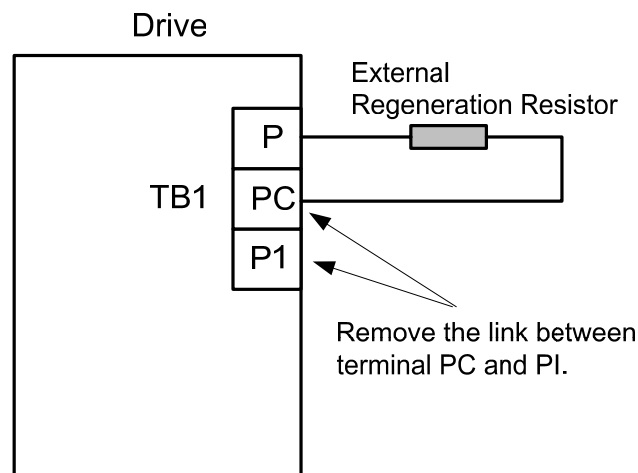 Drive
External
Regeneration Resistor
P
TB1
PC
P1
Remove the link between
terminal PC and PI.